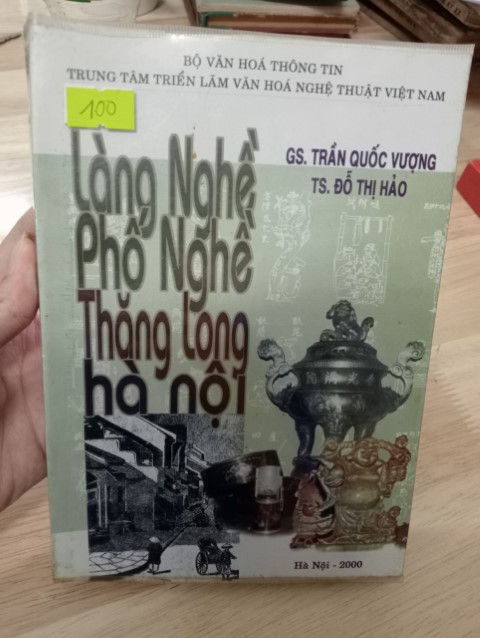 BỘ VĂN HOÁ THÔNG TIN
TRUNG TÂM TRIỂN LÃM VĂN HOÁ NGHỆ THUẬT VIỆT NAM
100
GS. TRẦN QUỐC VƯỢNG
TS. ĐỖ THỊ HẢO
Làng Nghề
Phố Nghề
Thăng Long
hà nội
Hà Nội - 2000